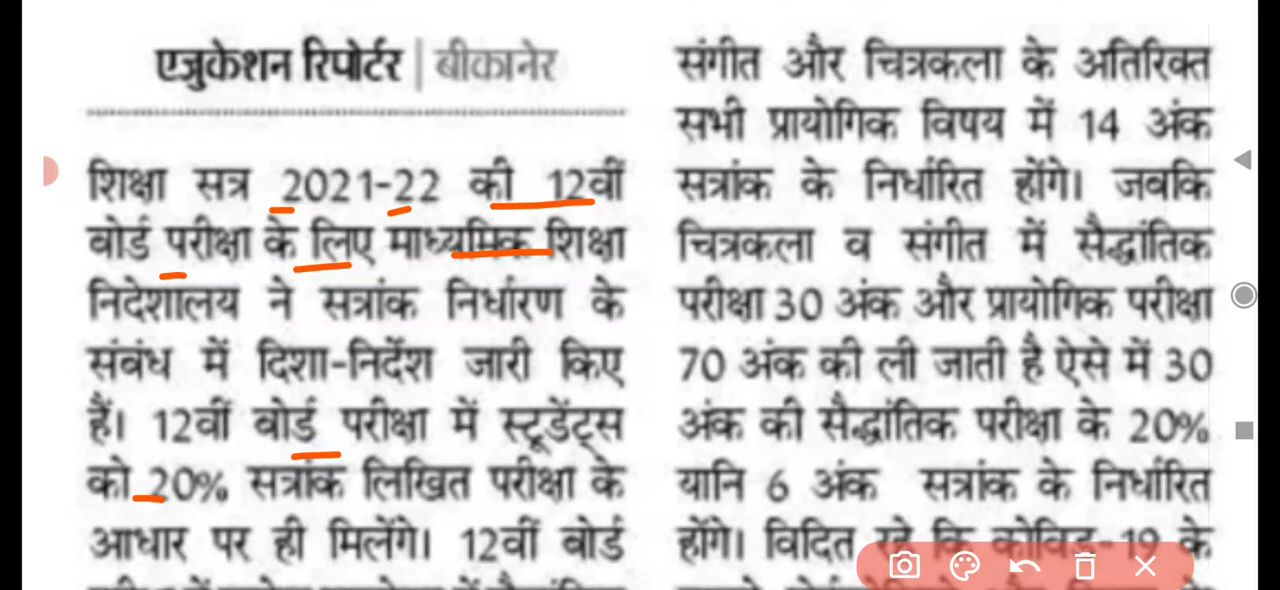 एजुकेशन रिपोर्टर | बीकानेर
शिक्षा सत्र 2021-22 की 12वीं
बोर्ड परीक्षा के लिए माध्यमिक शिक्षा
निदेशालय ने सत्रांक निर्धारण के
संबंध में दिशा-निर्देश जारी किए
हैं। 12वीं बोर्ड परीक्षा में स्टूडेंट्स
को 20% सत्रांक लिखित परीक्षा के
आधार पर ही मिलेंगे। 12वीं बोर्ड
संगीत और चित्रकला के अतिरिक्त
सभी प्रायोगिक विषय में 14 अंक
सत्रांक के निर्धारित होंगे। जबकि
चित्रकला व संगीत में सैद्धांतिक
परीक्षा 30 अंक और प्रायोगिक परीक्षा
70 अंक की ली जाती है ऐसे में 30
अंक की सैद्धांतिक परीक्षा के 20%
यानि 6 अंक सत्रांक के निर्धारित
होंगे। विदित रहे कि कोविड-19 के